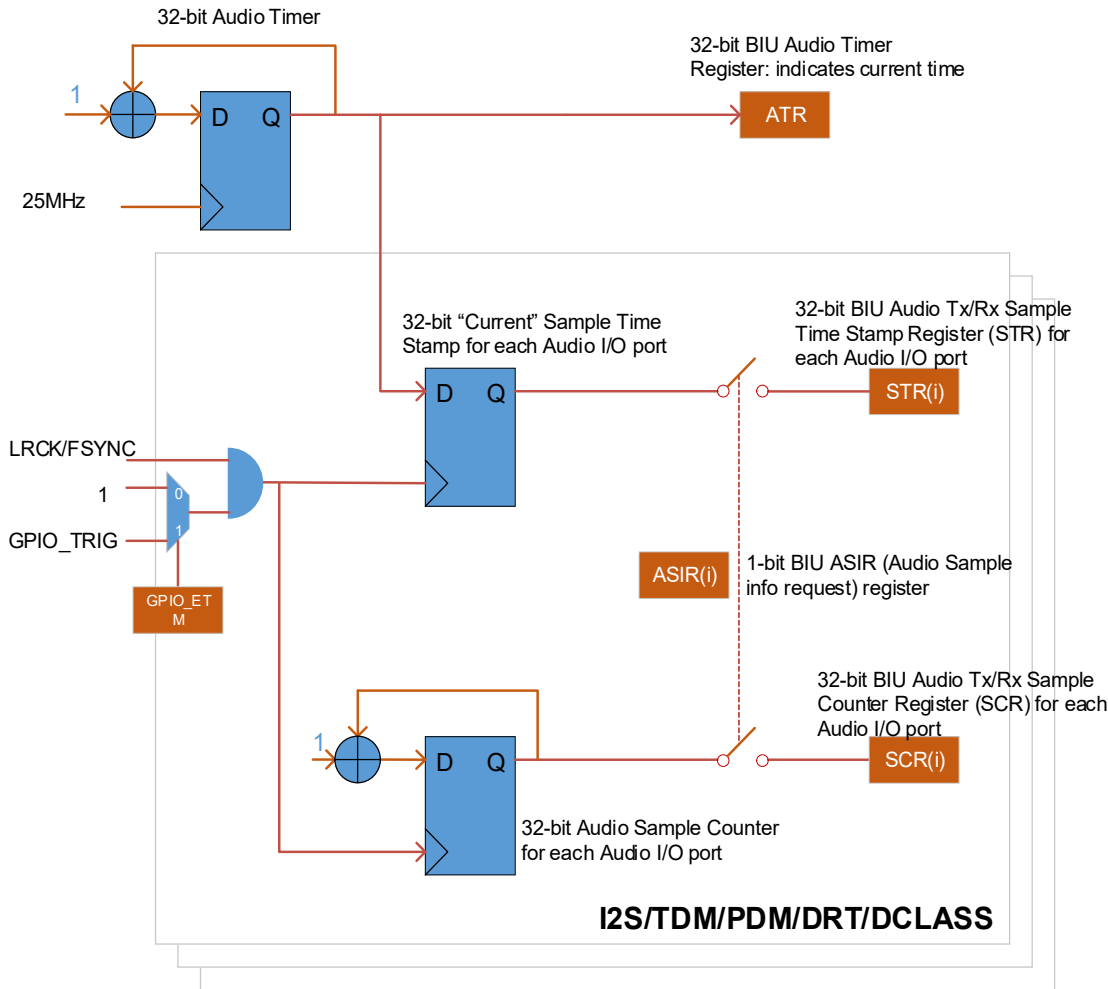 32-bit Audio Timer
32-bit BIU Audio Timer
Register: indicates current time
1
D Q
ATR
25MHz
32-bit “Current” Sample Time
Stamp for each Audio I/O port
32-bit BIU Audio Tx/Rx Sample
Time Stamp Register (STR) for
each Audio I/O port
D Q
STR(i)
LRCK/FSYNC
1
0
1
GPIO_TRIG
GPIO_ET
M
ASIR(i)
1-bit BIU ASIR (Audio Sample
info request) register
32-bit BIU Audio Tx/Rx Sample
Counter Register (SCR) for each
Audio I/O port
1
D Q
SCR(i)
32-bit Audio Sample Counter
for each Audio I/O port
I2S/TDM/PDM/DRT/DCLASS